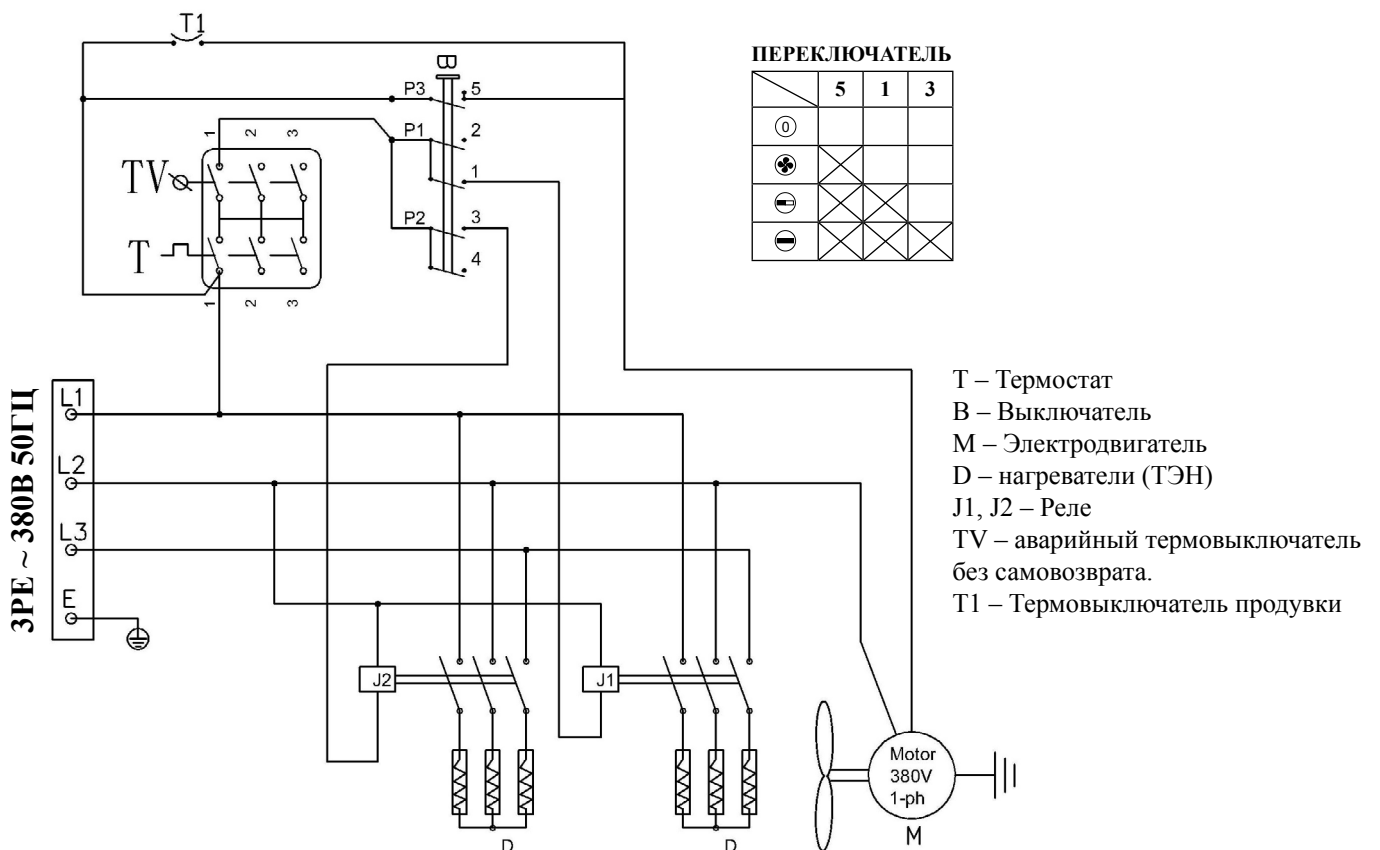 T1
B
P3 5
P1 2
1
P2 3
4
1 2 3
TV
T
1 2 3
ПЕРЕКЛЮЧАТЕЛЬ
5 1 3
0
3PE ~ 380В 50ГЦ
L1
L2
L3
E
J2
J1
D
D
Motor
380V
1-ph
M
Т – Термостат
В – Выключатель
М – Электродвигатель
D – нагреватели (ТЭН)
J1, J2 – Реле
TV – аварийный термовыключатель
без самовозврата.
Т1 – Термовыключатель продувки